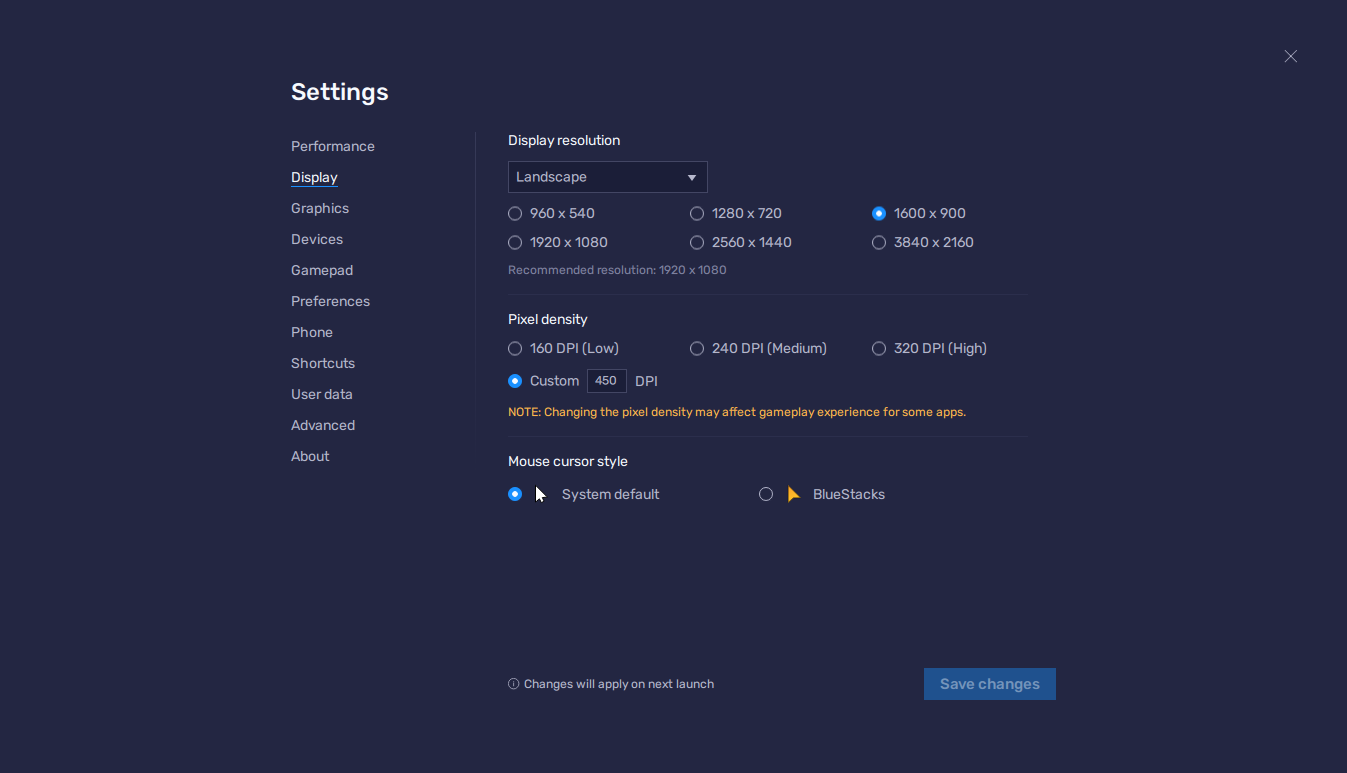 Settings
Performance
Display
Graphics
Devices
Gamepad
Preferences
Phone
Shortcuts
User data
Advanced
About
Display resolution
Landscape
960 x 540 1280 x 720 1600 x 900
1920 x 1080 2560 x 1440 3840 x 2160
Recommended resolution: 1920 x 1080
Pixel density
160 DPI (Low) 240 DPI (Medium) 320 DPI (High)
Custom 450 DPI
NOTE: Changing the pixel density may affect gameplay experience for some apps.
Mouse cursor style
System default BlueStacks
Changes will apply on next launch Save changes